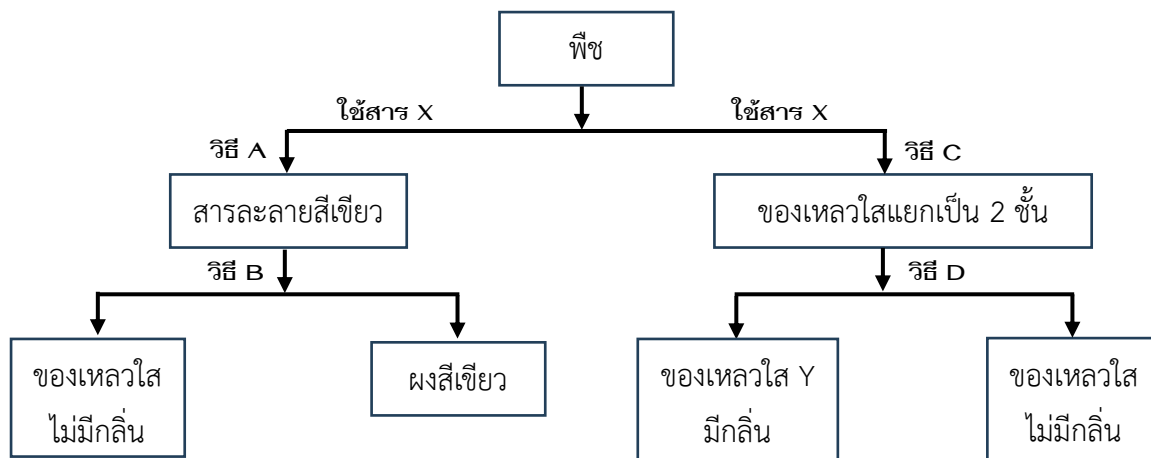 พืช
ใช้สาร X
ใช้สาร X
วิธี A
วิธี C
สารละลายสีเขียว
ของเหลวใสแยกเป็น 2 ชั้น
วิธี B
วิธี D
ของเหลวใส
ไม่มีกลิ่น
ผงสีเขียว
ของเหลวใส Y
มีกลิ่น
ของเหลวใส
ไม่มีกลิ่น